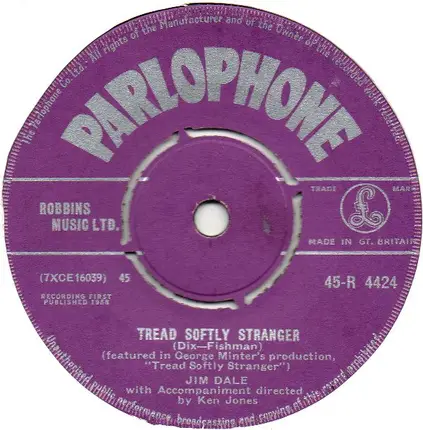 The Parlophone Co. Ltd. All rights of the Manufacturer and of the Owner of the recorded work reserved
PARLOPHONE
ROBBINS
MUSIC LTD.
TRADE MARK
£
MADE IN GT. BRITAIN
(7XCE16039) 45
45-R 4424
RECORDING FIRST
PUBLISHED 1958
TREAD SOFTLY STRANGER
(Dix—Fishman)
(featured in George Minter's production,
"Tread Softly Stranger")
JIM DALE
with Accompaniment directed
by Ken Jones
Unauthorised public performance, broadcasting and copying of this record prohibited